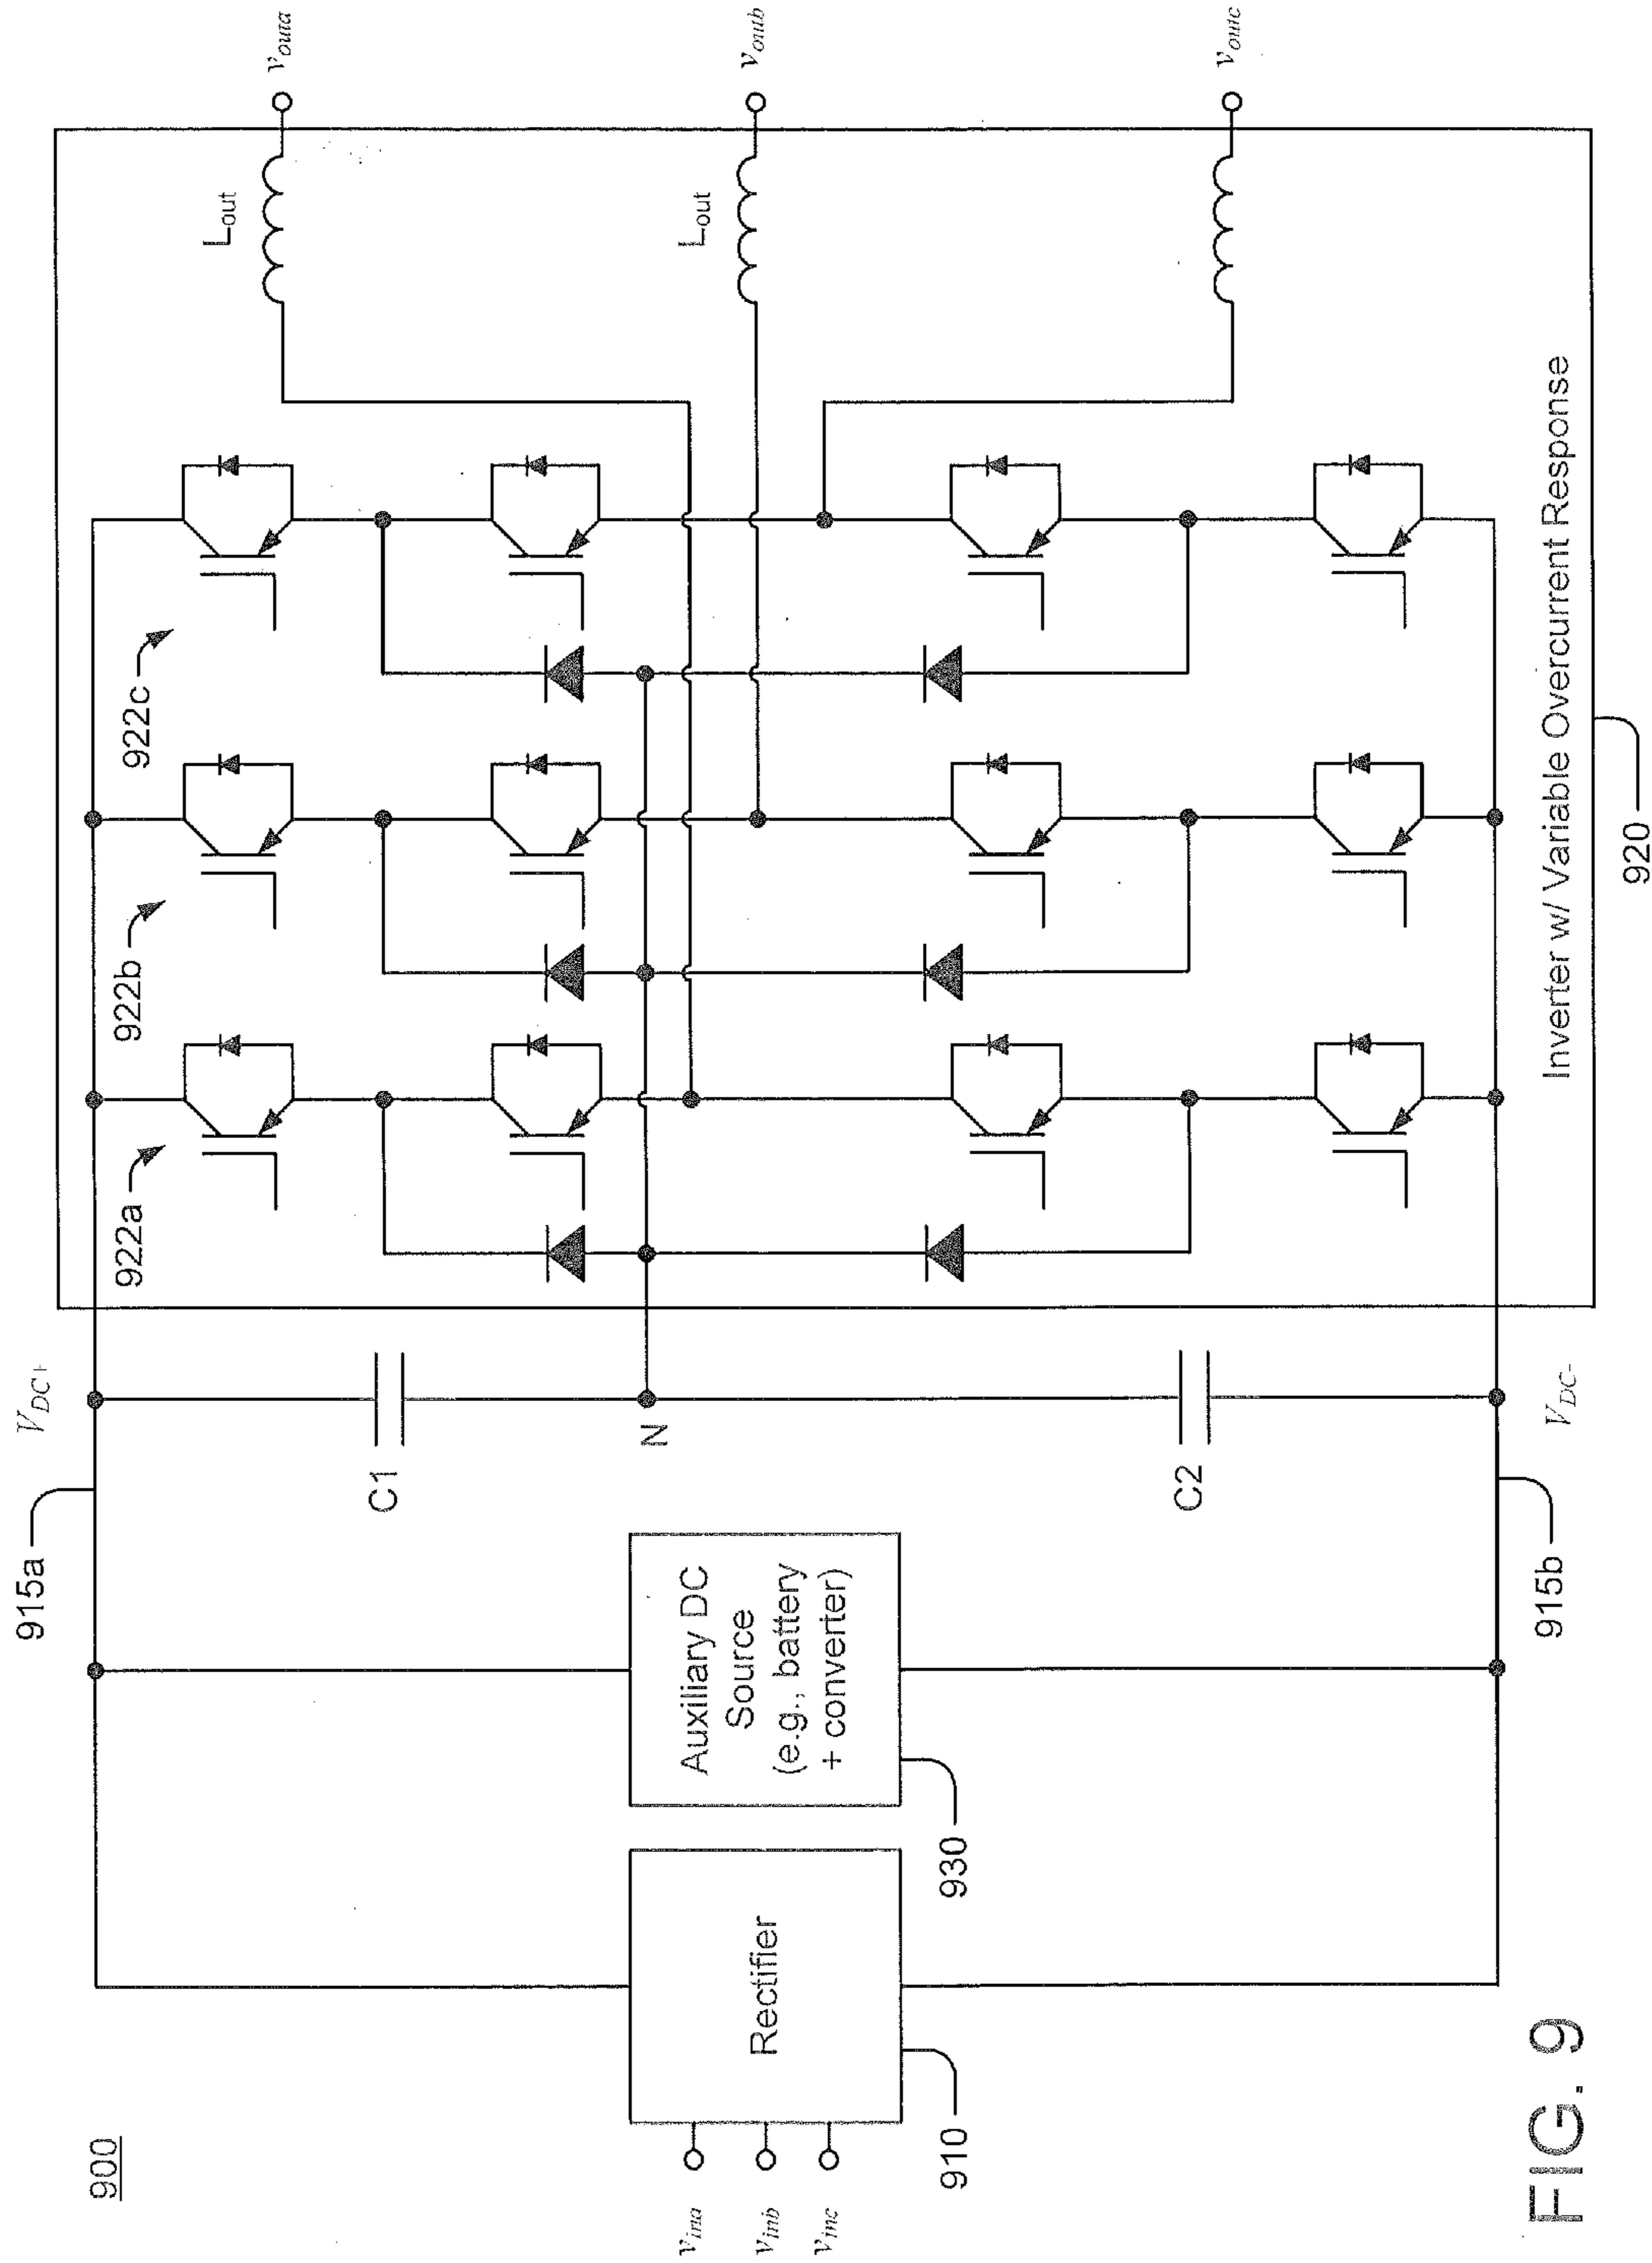 900
v_ina
v_inb
v_inc
Rectifier
910
Auxiliary DC
Source
(e.g., battery
+ converter)
930
915a
V_DC+
C1
N
C2
915b
V_DC-
922a
922b
922c
L_out
L_out
v_outa
v_outb
v_outc
Inverter w/ Variable Overcurrent Response
920
FIG. 9